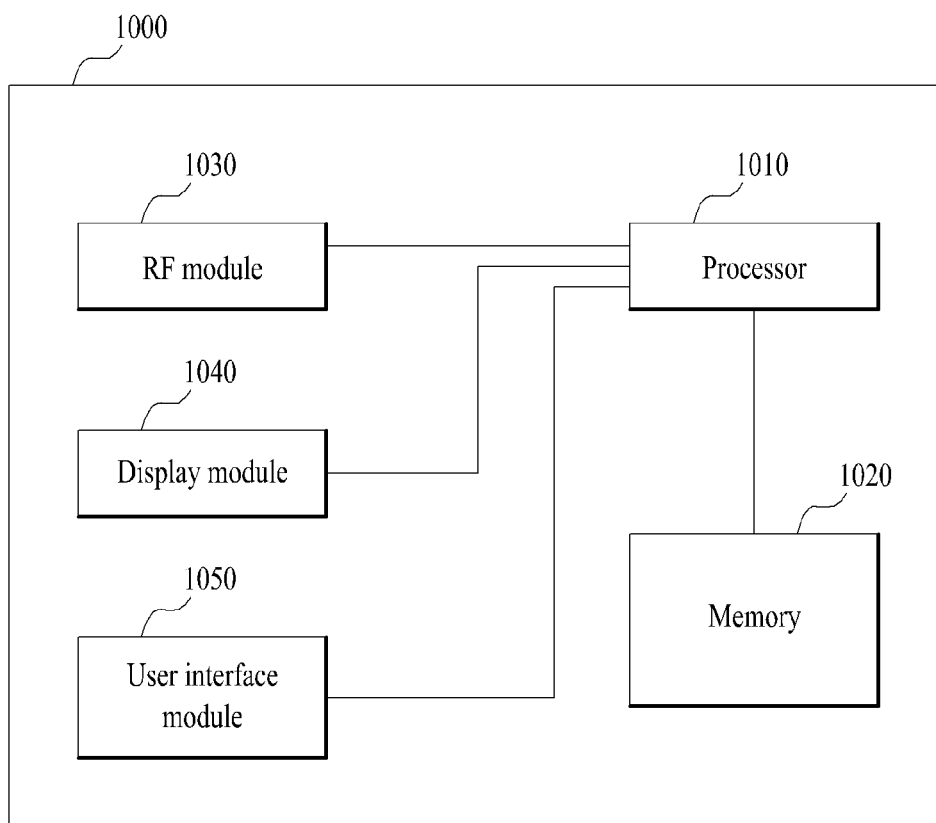 1000
1030
RF module
1010
Processor
1040
Display module
1020
Memory
1050
User interface
module